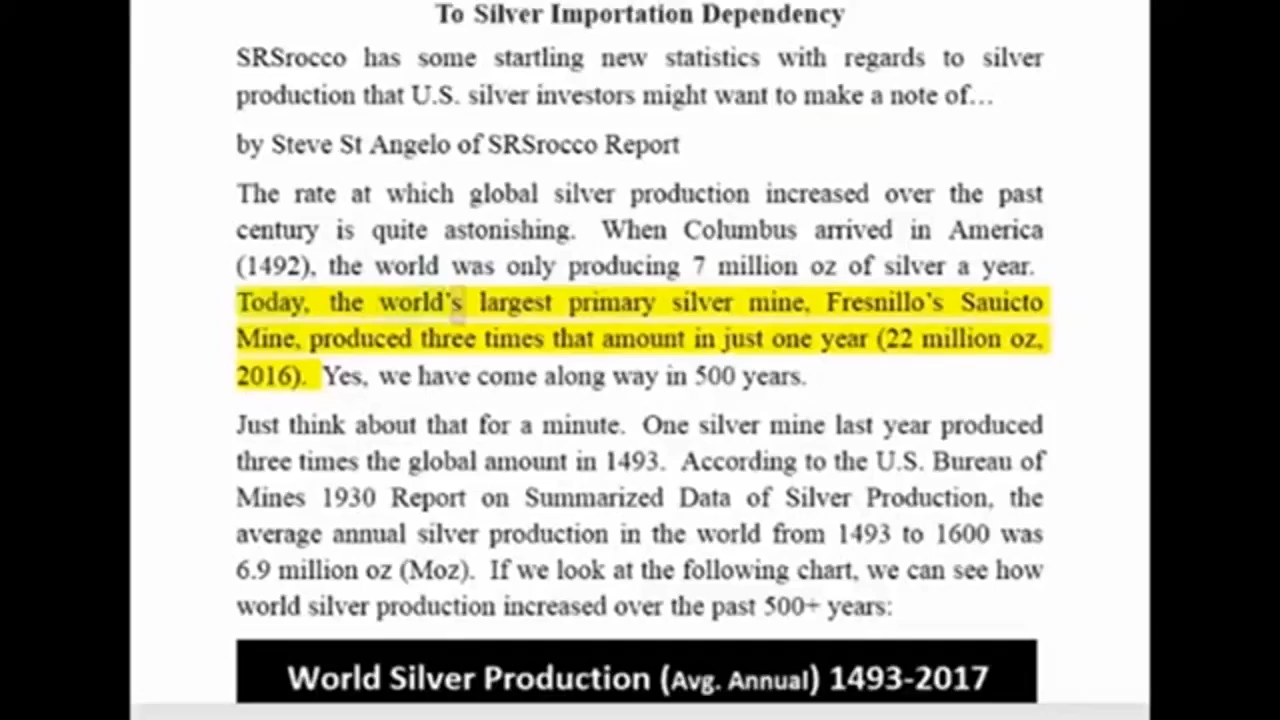 To Silver Importation Dependency
SRSrocco has some startling new statistics with regards to silver
production that U.S. silver investors might want to make a note of…
by Steve St Angelo of SRSrocco Report
The rate at which global silver production increased over the past
century is quite astonishing. When Columbus arrived in America
(1492), the world was only producing 7 million oz of silver a year.
Today, the world's largest primary silver mine, Fresnillo's Sauicto
Mine, produced three times that amount in just one year (22 million oz,
2016). Yes, we have come along way in 500 years.
Just think about that for a minute. One silver mine last year produced
three times the global amount in 1493. According to the U.S. Bureau of
Mines 1930 Report on Summarized Data of Silver Production, the
average annual silver production in the world from 1493 to 1600 was
6.9 million oz (Moz). If we look at the following chart, we can see how
world silver production increased over the past 500+ years:
World Silver Production (Avg. Annual) 1493-2017